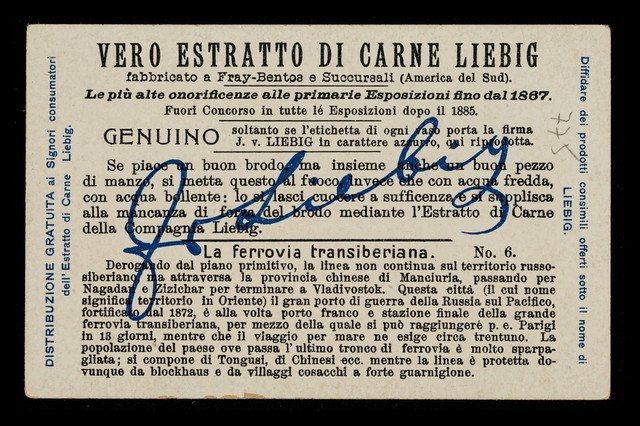 VERO ESTRATTO DI CARNE LIEBIG
fabbricato a Fray-Bentos e Succursali (America del Sud).
Le più alte onorificenze alle primarie Esposizioni fino dal 1867.
Fuori Concorso in tutte lé Esposizioni dopo il 1885.
GENUINO soltanto se l'etichetta di ogni vaso porta la firma
J. v. LIEBIG in carattere azzurro, qui riprodotta.
Se piace un buon brodo, ma insieme anche un buon pezzo
di manzo, si metta questo al fuoco invece che con acqua fredda,
con acqua bollente; lo si lasci cuocere a sufficenza e si supplisca
alla mancanza di forza del brodo mediante l'Estratto di Carne
della Compagnia Liebig.
J v Liebig
La ferrovia transiberiana. No. 6.
Derogando dal piano primitivo, la linea non continua sul territorio russo-
siberiano, ma attraversa la provincia chinese di Manciuria, passando per
Nagadan e Zizichar per terminare a Vladivostok. Questa città (il cui nome
significa territorio in Oriente) il gran porto di guerra della Russia sul Pacifico,
fortificato dal 1872, è alla volta porto franco e stazione finale della grande
ferrovia transiberiana, per mezzo della quale si può raggiungere p. e. Parigi
in 13 giorni, mentre che il viaggio per mare ne esige circa trentuno. La
popolazione del paese ove passa l'ultimo tronco di ferrovia è molto sparpa-
gliata; si compone di Tongusi, di Chinesi ecc. mentre la linea è protetta do-
vunque da blockhaus e da villaggi cosacchi a forte guarnigione.
DISTRIBUZIONE GRATUITA ai Signori consumatori
dell' Estratto di Carne Liebig.
Diffidare dei prodotti consimili offerti sotto il nome di
LIEBIG.